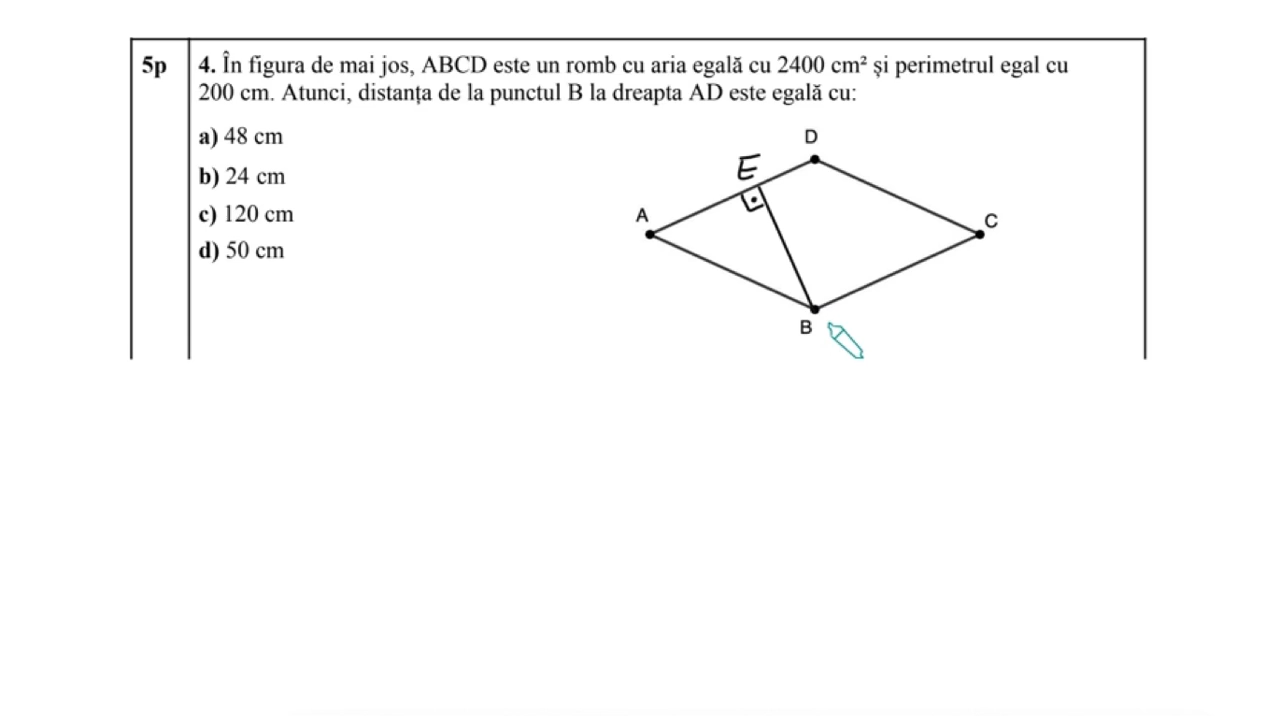 5p
4. În figura de mai jos, ABCD este un romb cu aria egală cu 2400 cm² și perimetrul egal cu
200 cm. Atunci, distanța de la punctul B la dreapta AD este egală cu:
a) 48 cm
b) 24 cm
c) 120 cm
d) 50 cm
D
E
A
C
B